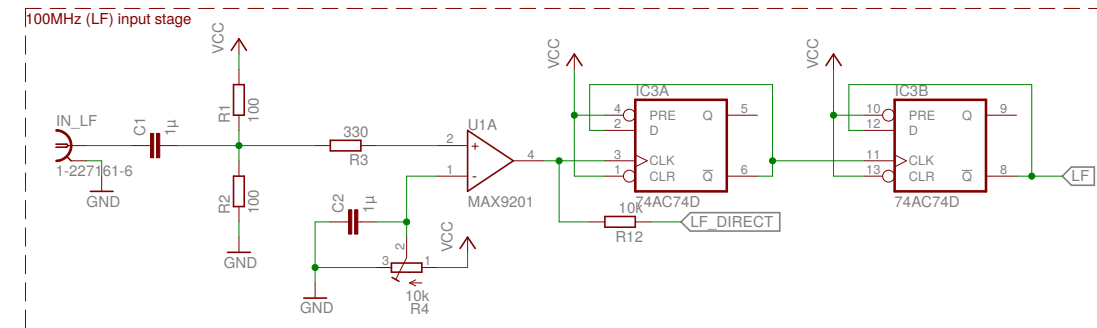 100MHz (LF) input stage
VCC
VCC
VCC
IN_LF
1-227161-6
GND
C1
1µ
R1
100
R2
100
GND
330
R3
U1A
2
+
1
-
4
MAX9201
C2
1µ
2
3
1
VCC
10k
R4
GND
IC3A
4
PRE
Q
5
2
D
3
CLK
1
CLR
Q
6
74AC74D
10k
R12
LF_DIRECT
IC3B
10
PRE
Q
9
12
D
11
CLK
13
CLR
Q
8
74AC74D
LF